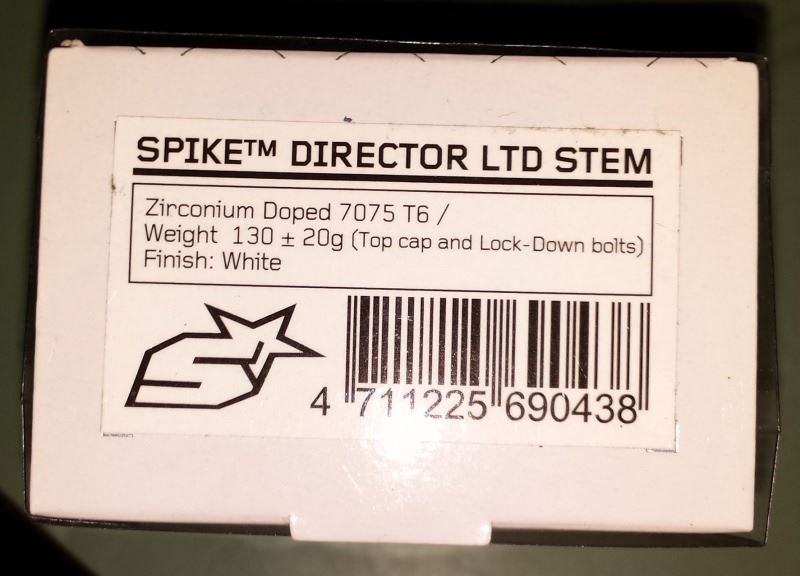 SPIKE™ DIRECTOR LTD STEM
Zirconium Doped 7075 T6 /
Weight 130 ± 20g (Top cap and Lock-Down bolts)
Finish: White
4 711225 690438